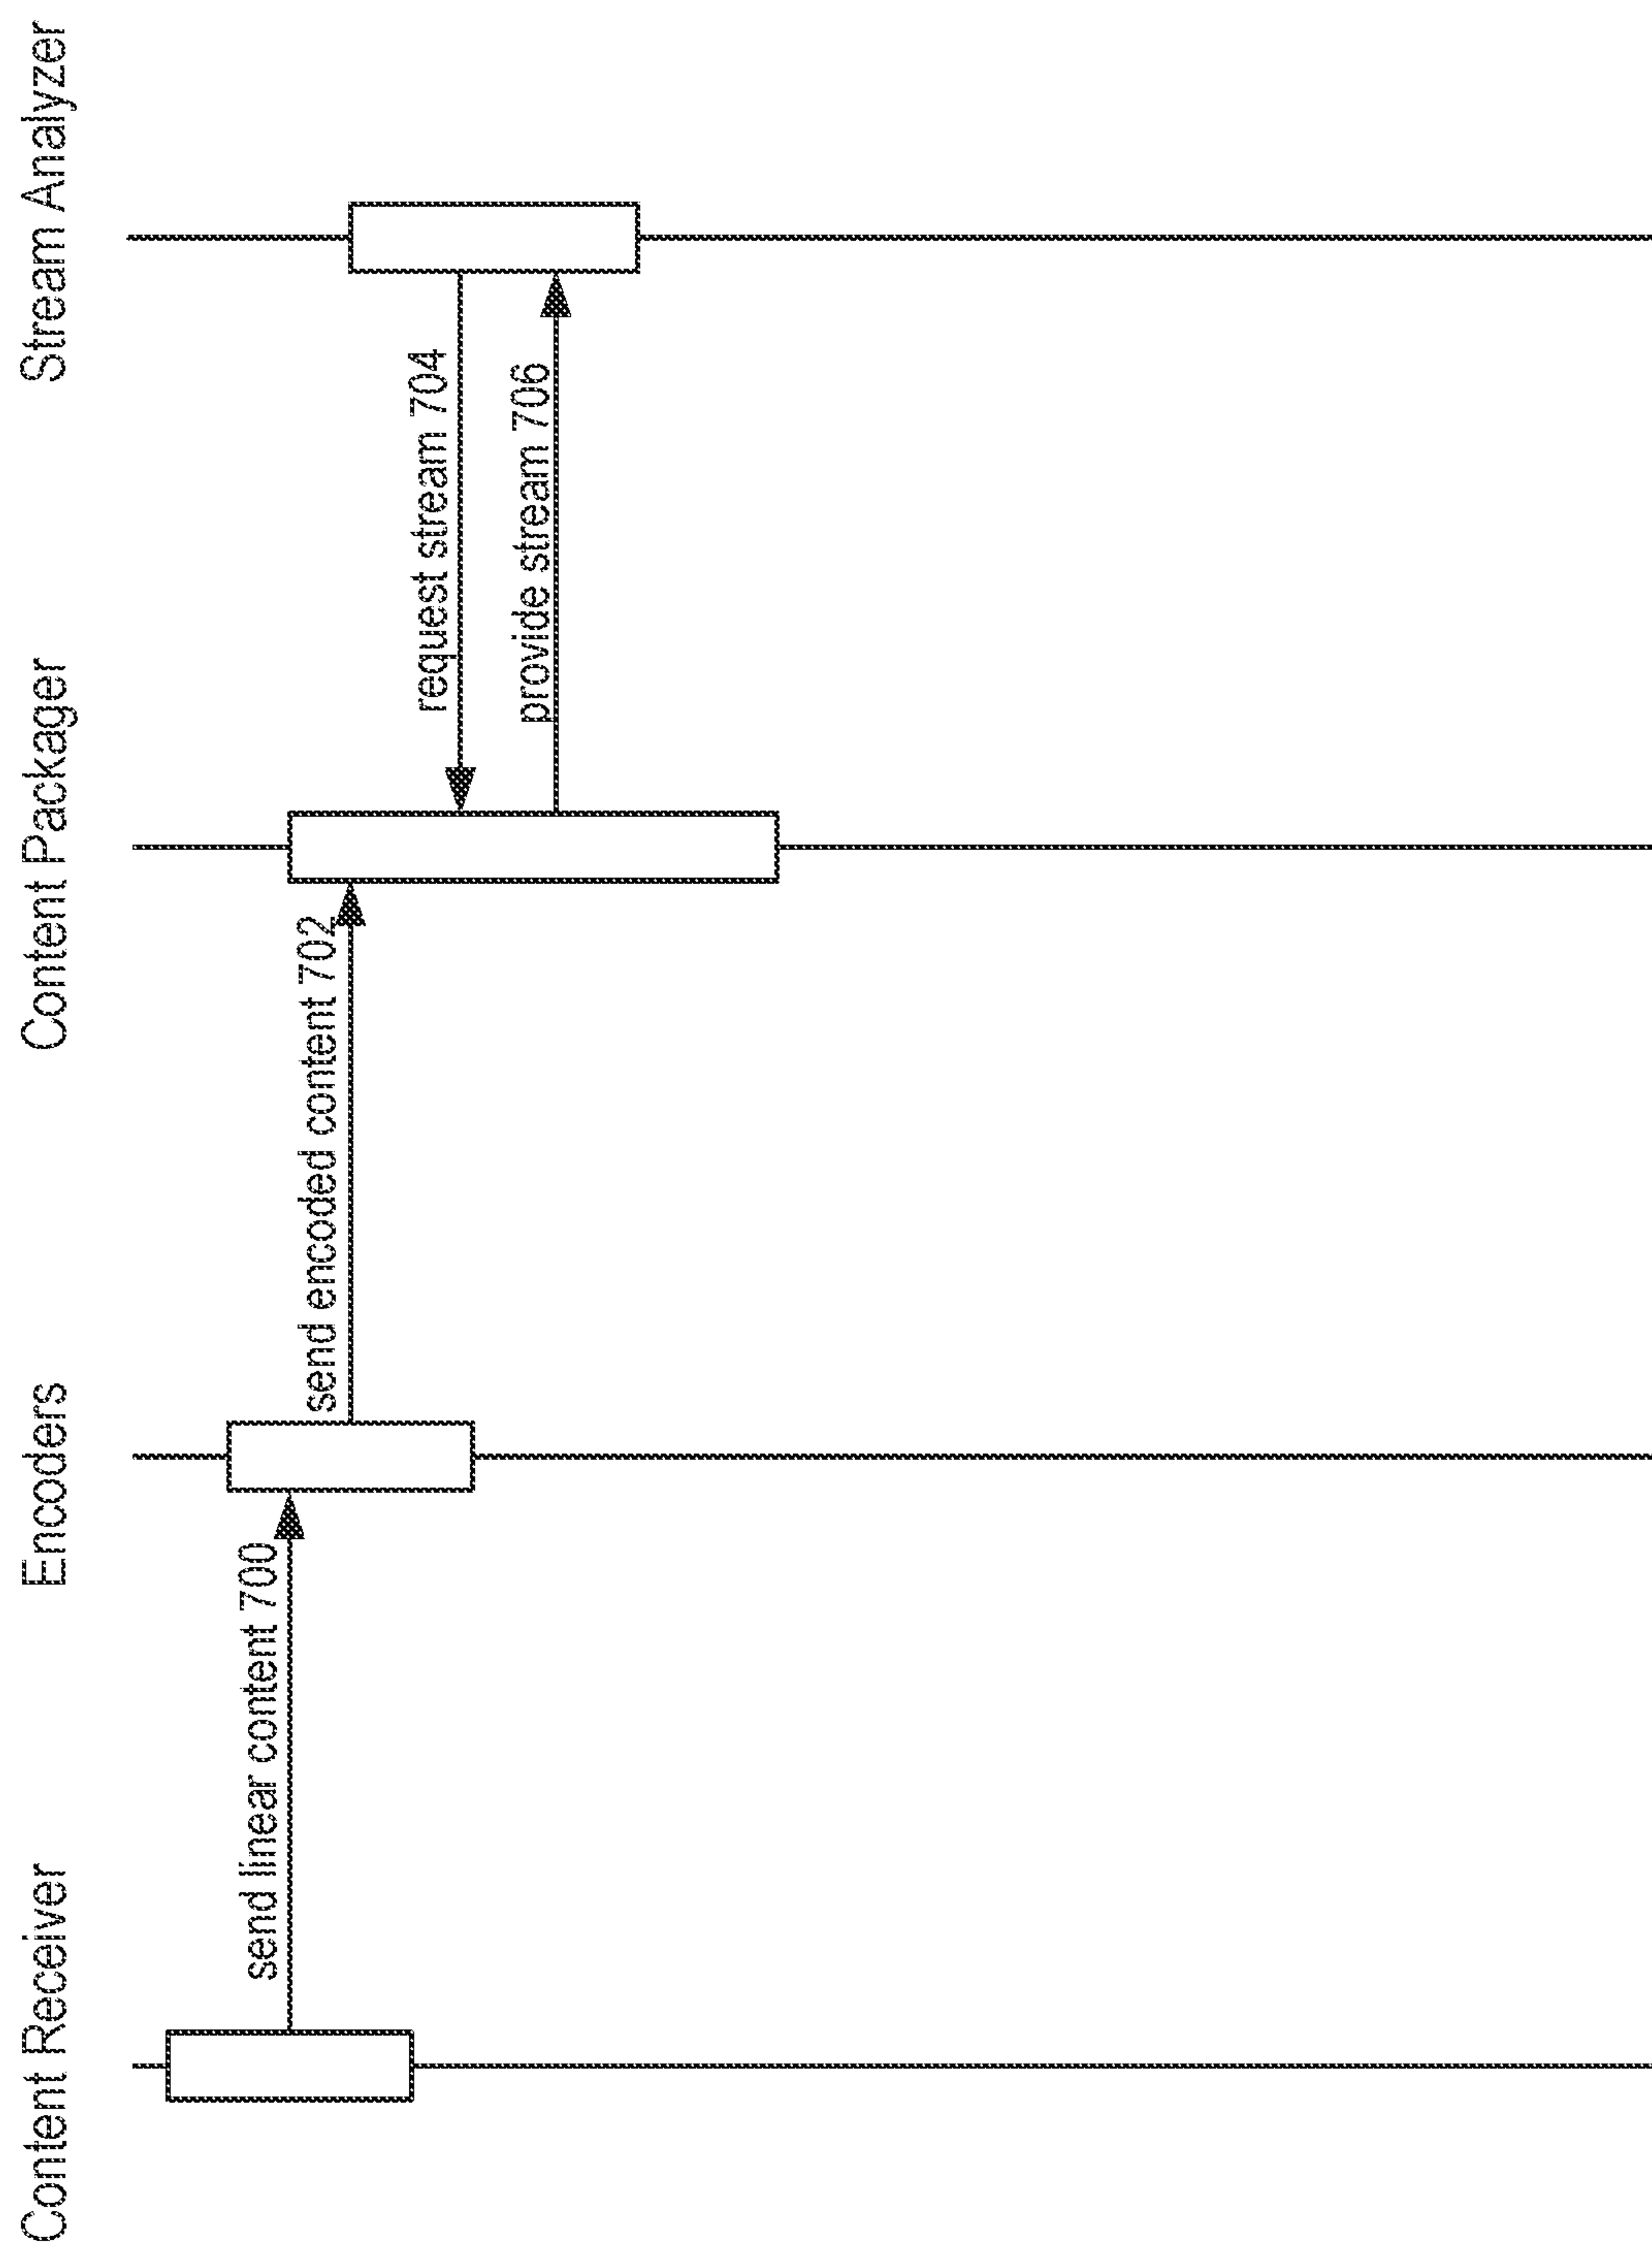 Content Receiver
Encoders
Content Packager
Stream Analyzer
send linear content 700
send encoded content 702
request stream 704
provide stream 706